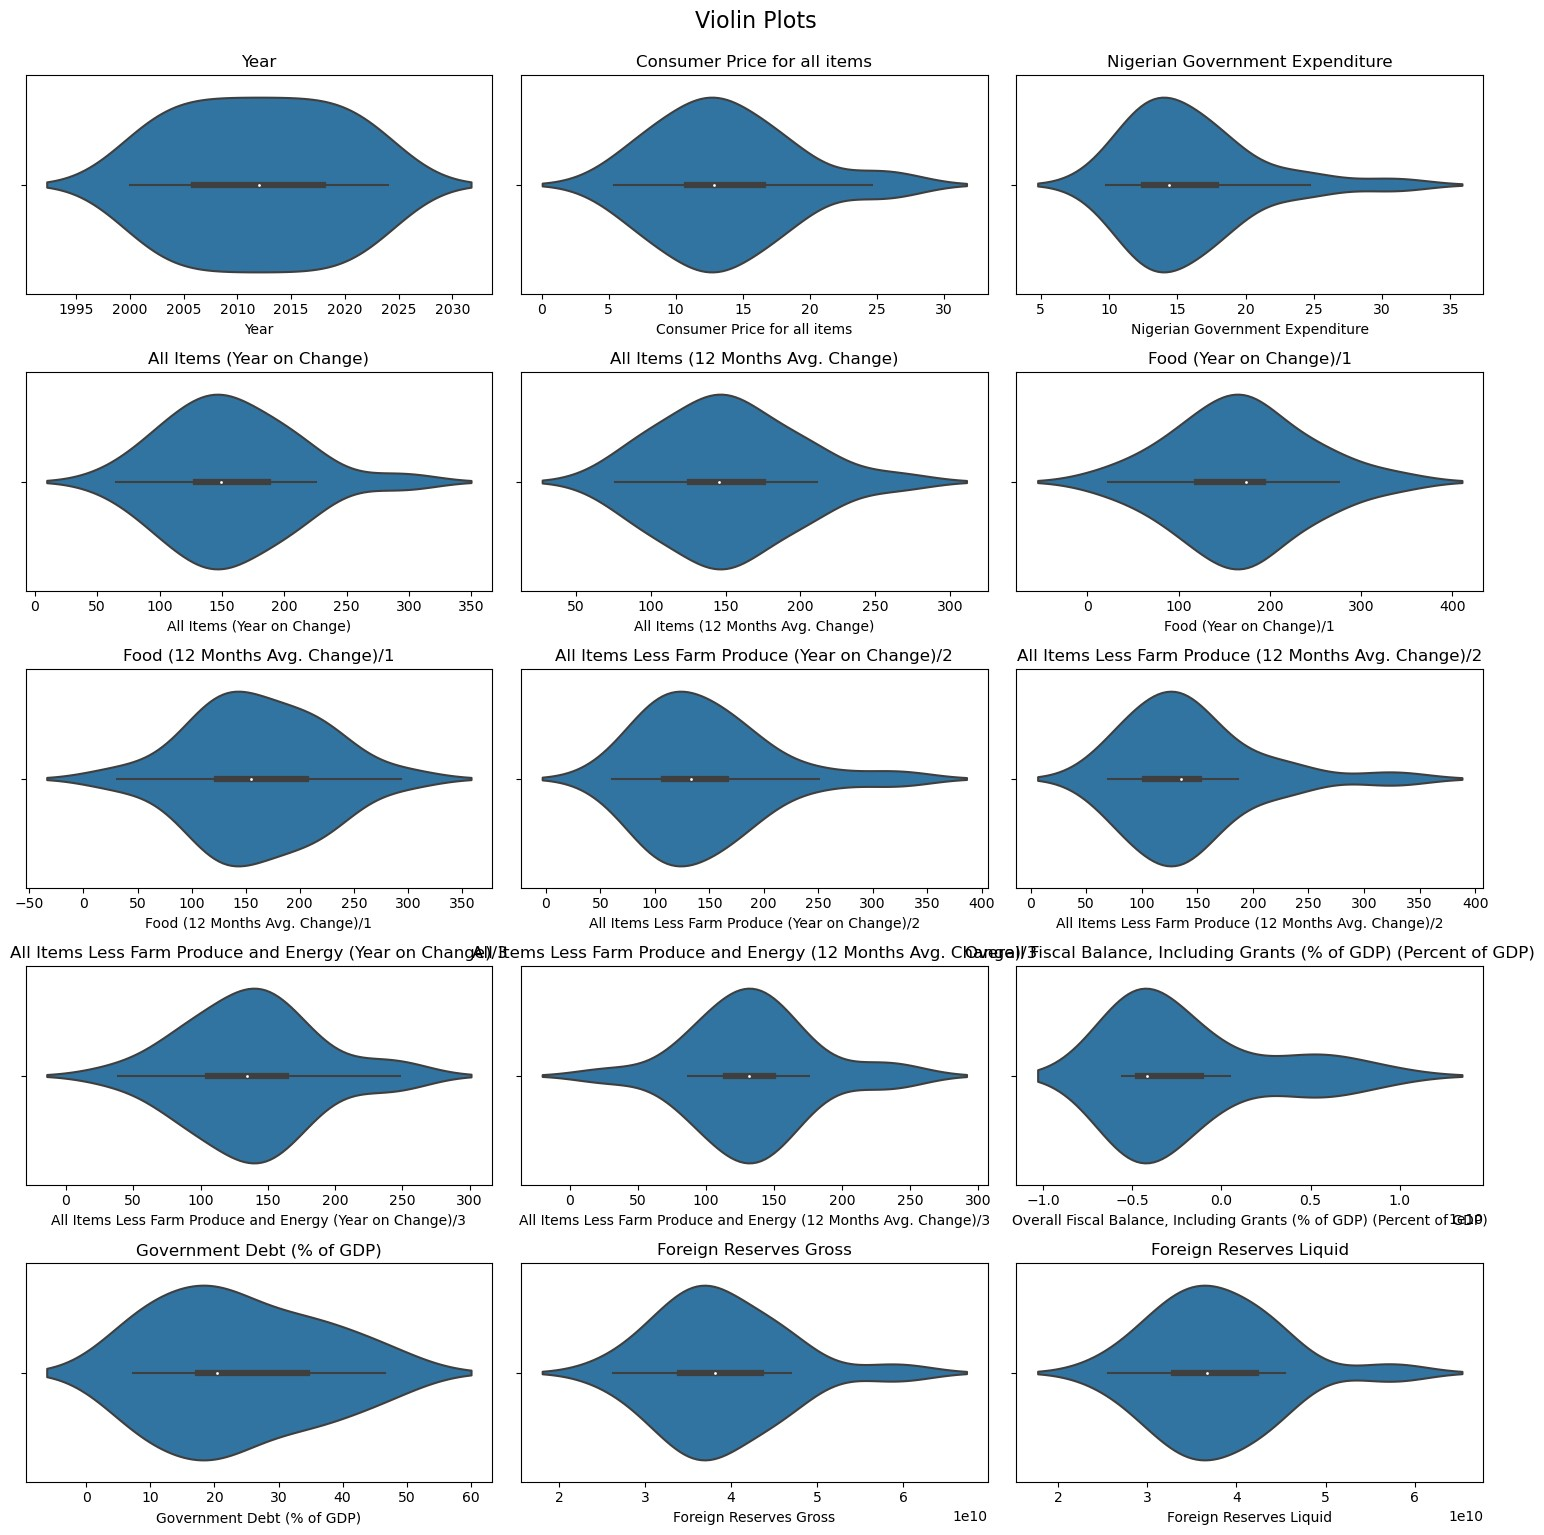 Violin Plots
Year
Consumer Price for all items
Nigerian Government Expenditure
1995 2000 2005 2010 2015 2020 2025 2030
0 5 10 15 20 25 30
5 10 15 20 25 30 35
Year
Consumer Price for all items
Nigerian Government Expenditure
All Items (Year on Change)
All Items (12 Months Avg. Change)
Food (Year on Change)/1
0 50 100 150 200 250 300 350
50 100 150 200 250 300
0 100 200 300 400
All Items (Year on Change)
All Items (12 Months Avg. Change)
Food (Year on Change)/1
Food (12 Months Avg. Change)/1
All Items Less Farm Produce (Year on Change)/2
All Items Less Farm Produce (12 Months Avg. Change)/2
−50 0 50 100 150 200 250 300 350
0 50 100 150 200 250 300 350 400
0 50 100 150 200 250 300 350 400
Food (12 Months Avg. Change)/1
All Items Less Farm Produce (Year on Change)/2
All Items Less Farm Produce (12 Months Avg. Change)/2
All Items Less Farm Produce and Energy (Year on Change)/3
All Items Less Farm Produce and Energy (12 Months Avg. Change)/3
Overall Fiscal Balance, Including Grants (% of GDP) (Percent of GDP)
0 50 100 150 200 250 300
0 50 100 150 200 250 300
−1.0 −0.5 0.0 0.5 1.0
1e10
All Items Less Farm Produce and Energy (Year on Change)/3
All Items Less Farm Produce and Energy (12 Months Avg. Change)/3
Overall Fiscal Balance, Including Grants (% of GDP) (Percent of GDP)
Government Debt (% of GDP)
Foreign Reserves Gross
Foreign Reserves Liquid
0 10 20 30 40 50 60
2 3 4 5 6
2 3 4 5 6
1e10
1e10
Government Debt (% of GDP)
Foreign Reserves Gross
Foreign Reserves Liquid